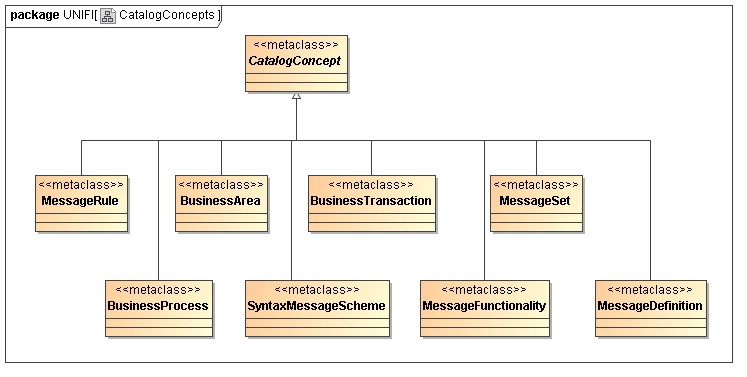 package UNIFI[ CatalogConcepts ]
<<metaclass>>
CatalogConcept
<<metaclass>>
MessageRule
<<metaclass>>
BusinessArea
<<metaclass>>
BusinessTransaction
<<metaclass>>
MessageSet
<<metaclass>>
BusinessProcess
<<metaclass>>
SyntaxMessageScheme
<<metaclass>>
MessageFunctionality
<<metaclass>>
MessageDefinition